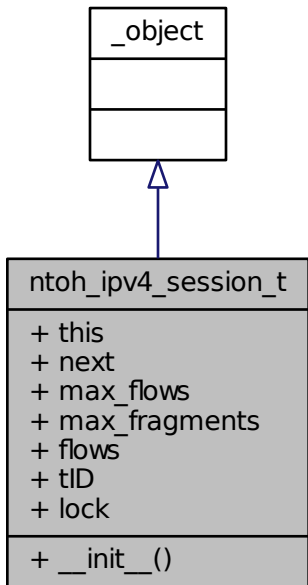 _object
ntoh_ipv4_session_t
+ this
+ next
+ max_flows
+ max_fragments
+ flows
+ tID
+ lock
+ __init__()